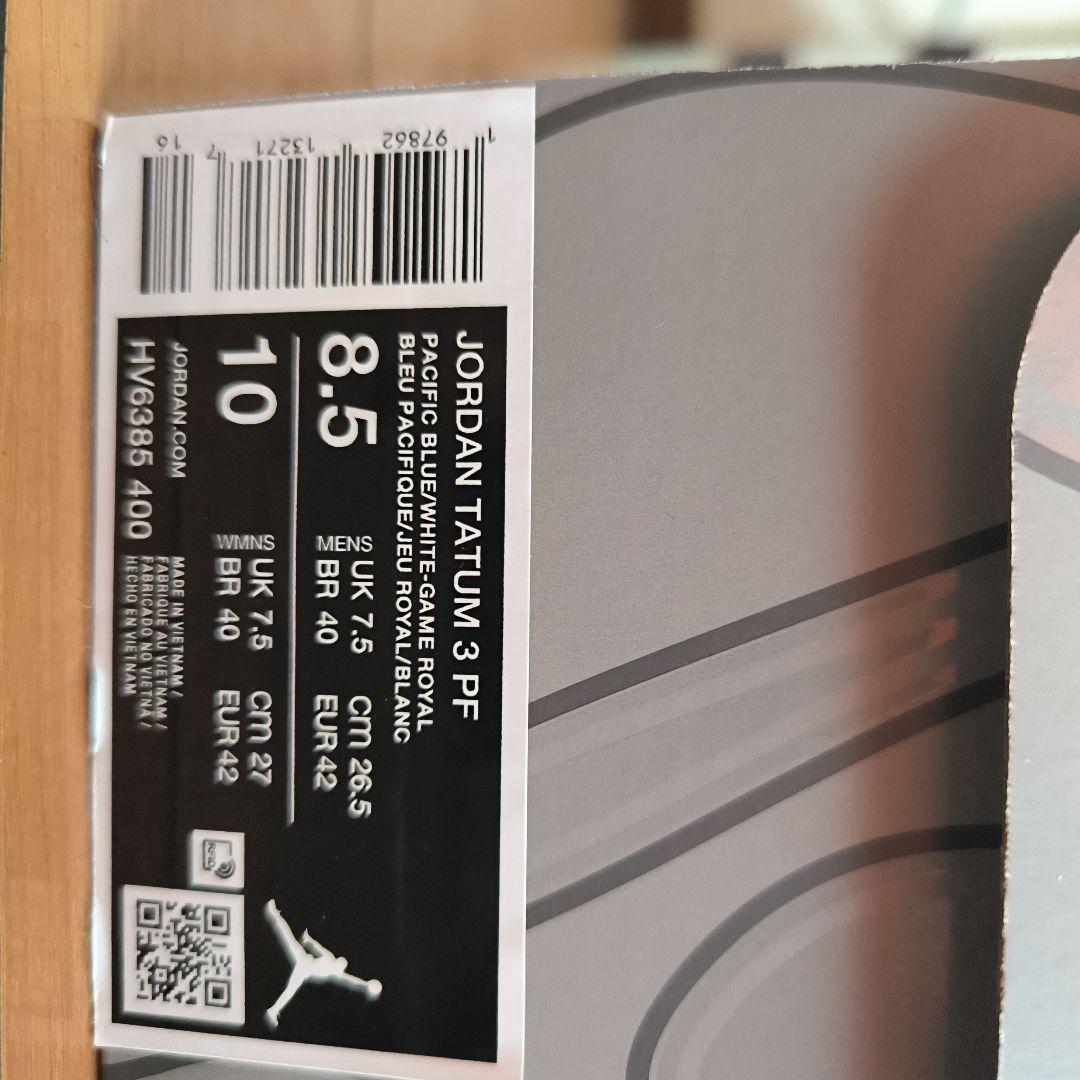 JORDAN TATUM 3 PF
PACIFIC BLUE/WHITE-GAME ROYAL
BLEU PACIFIQUE/JEU ROYAL/BLANC
8.5
MENS
UK 7.5 cm 26.5
BR 40 EUR 42
10
WMNS
UK 7.5 cm 27
BR 40 EUR 42
JORDAN.COM
HV6385 400
MADE IN VIETNAM /
FABRIQUE AU VIETNAM /
FABRICADO NO VIETNÃ /
HECHO EN VIETNAM
1 97862 13271 7 16